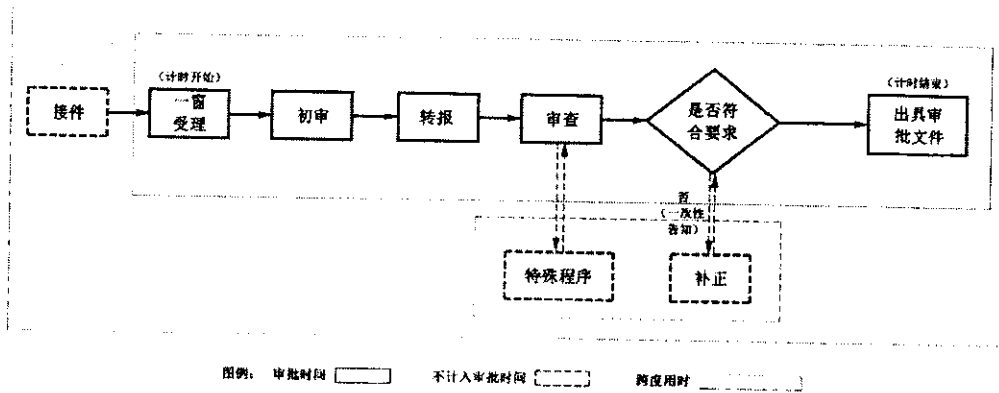 （计时开始）
（计时结束）
接件
一窗
受理
初审
转报
审查
是否符
合要求
出具审
批文件
否
（一次性
告知）
特殊程序
补正
图例： 审批时间 不计入审批时间 跨度用时